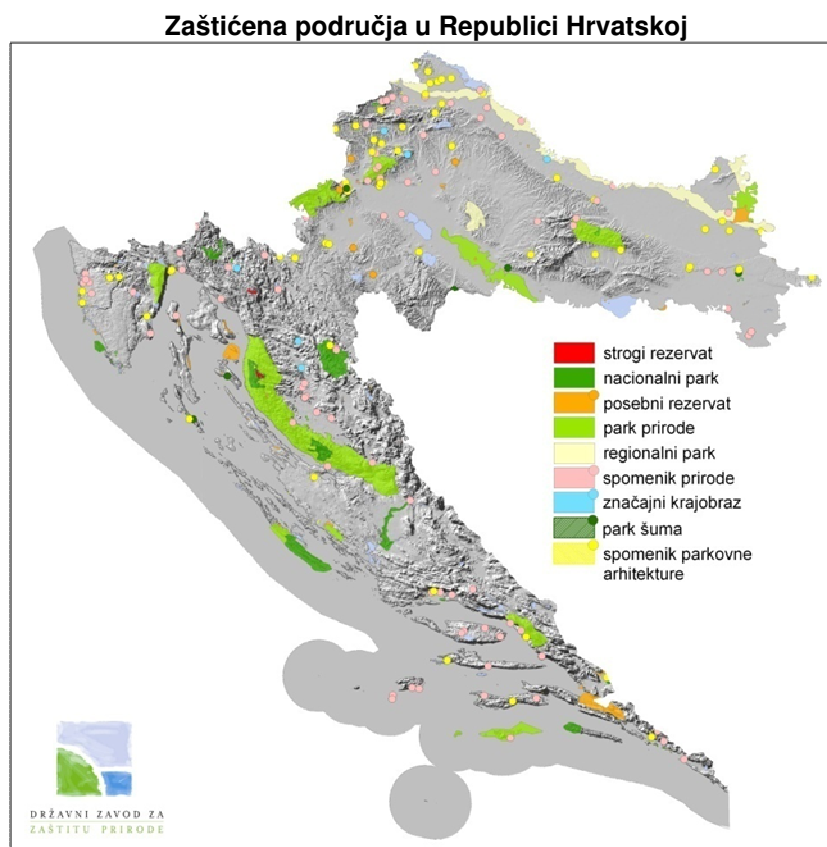 Zaštićena područja u Republici Hrvatskoj
strogi rezervat
nacionalni park
posebni rezervat
park prirode
regionalni park
spomenik prirode
značajni krajobraz
park šuma
spomenik parkovne
arhitekture
DRŽAVNI ZAVOD ZA
ZAŠTITU PRIRODE